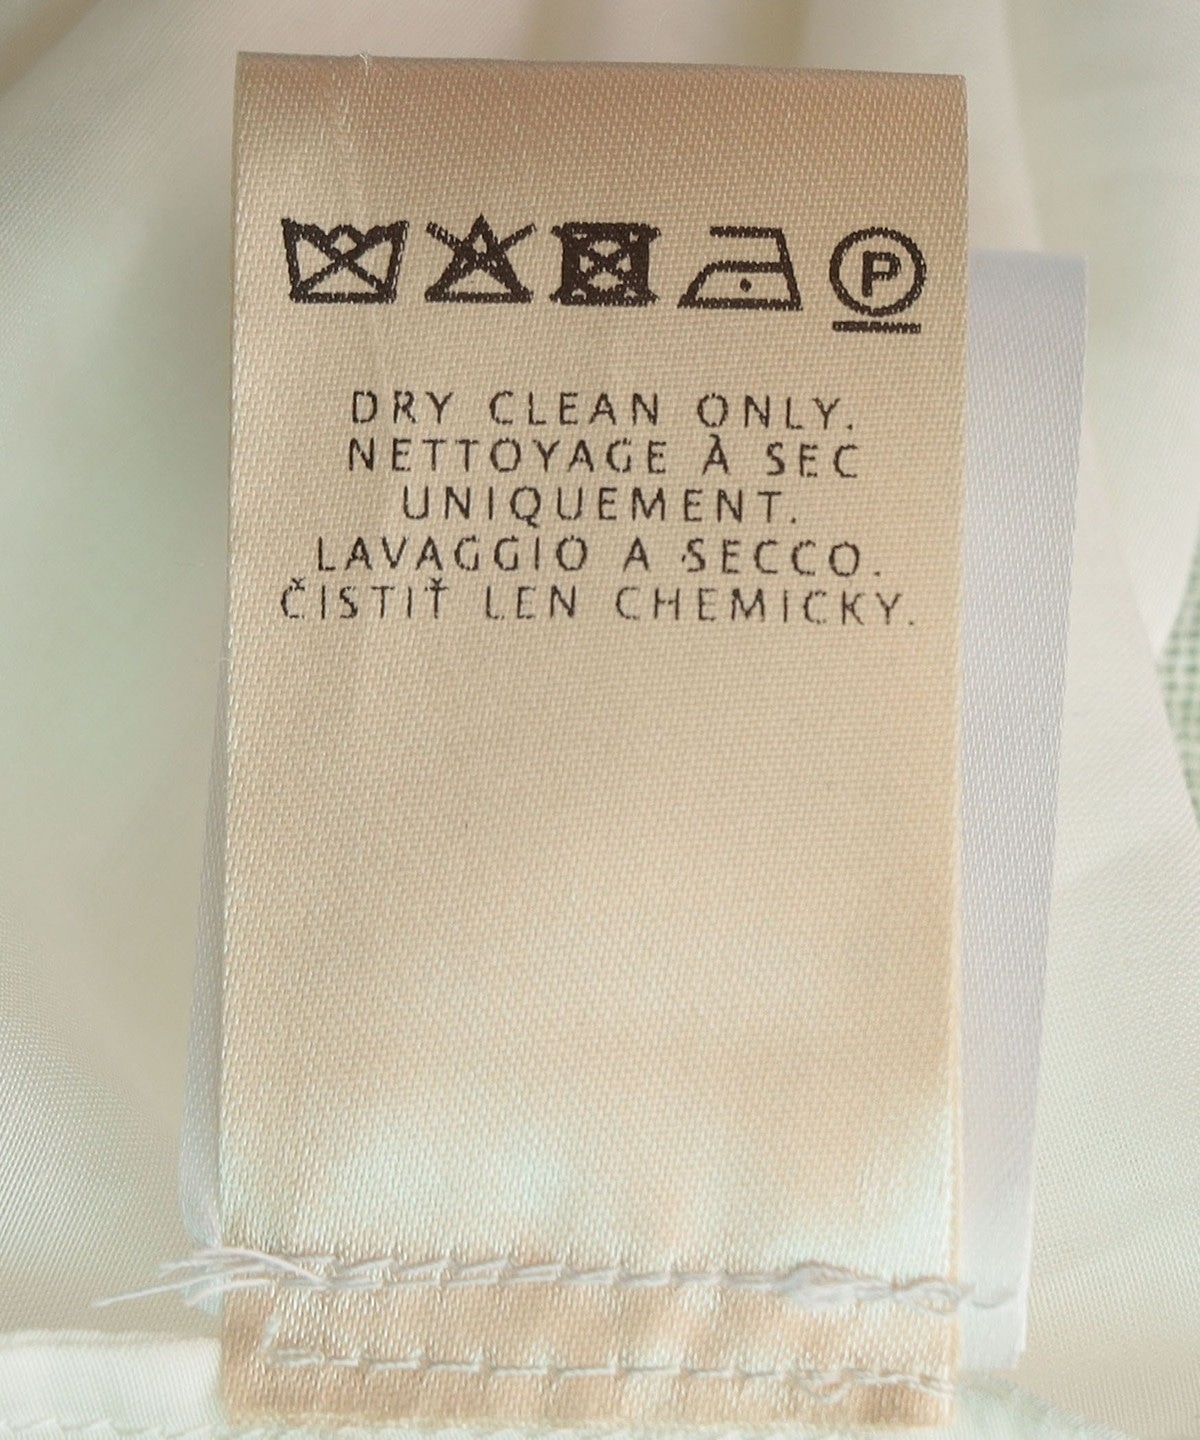 P
DRY CLEAN ONLY.
NETTOYAGE À SEC
UNIQUEMENT.
LAVAGGIO A SECCO.
ČISTIŤ LEN CHEMICKY.